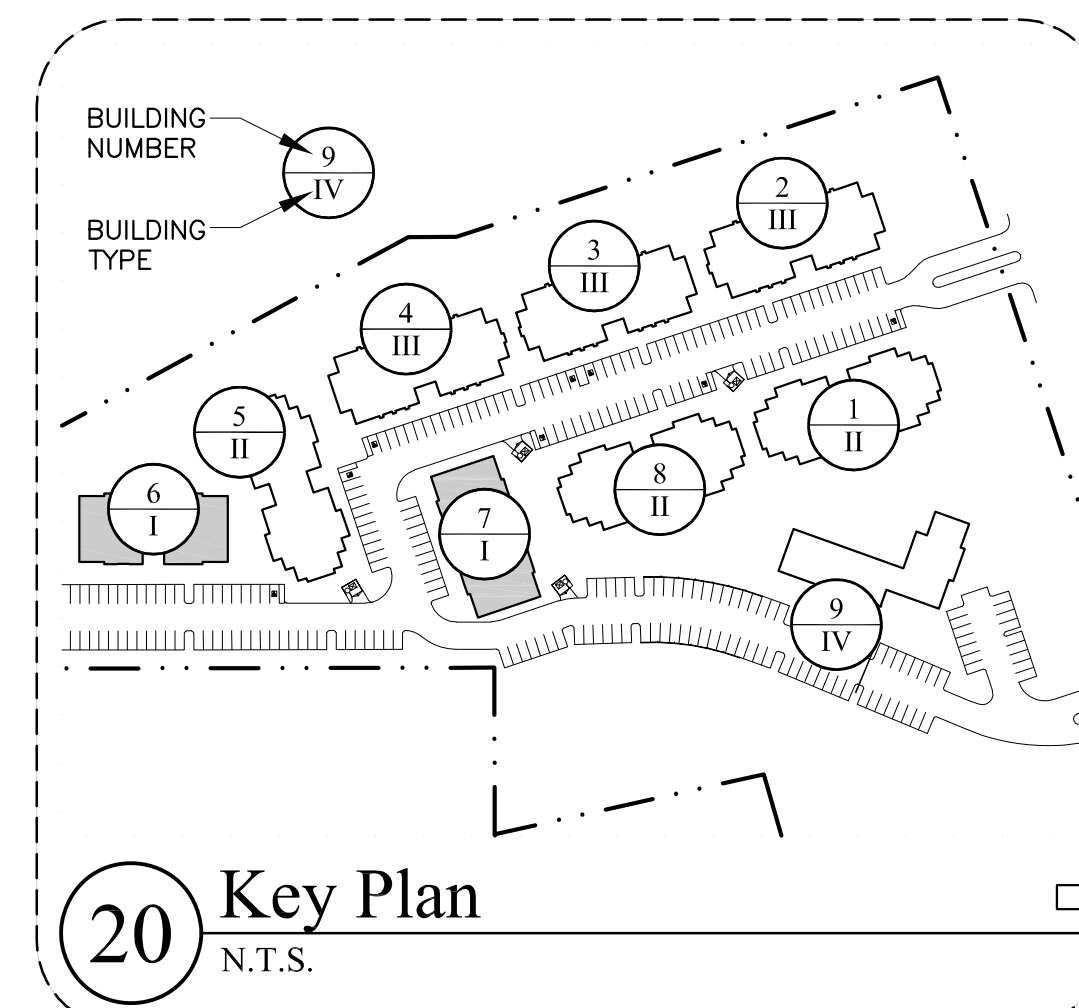 BUILDING
NUMBER
9
IV
BUILDING
TYPE
2
III
3
III
4
III
5
II
1
II
6
I
8
II
7
I
9
IV
20
Key Plan
N.T.S.